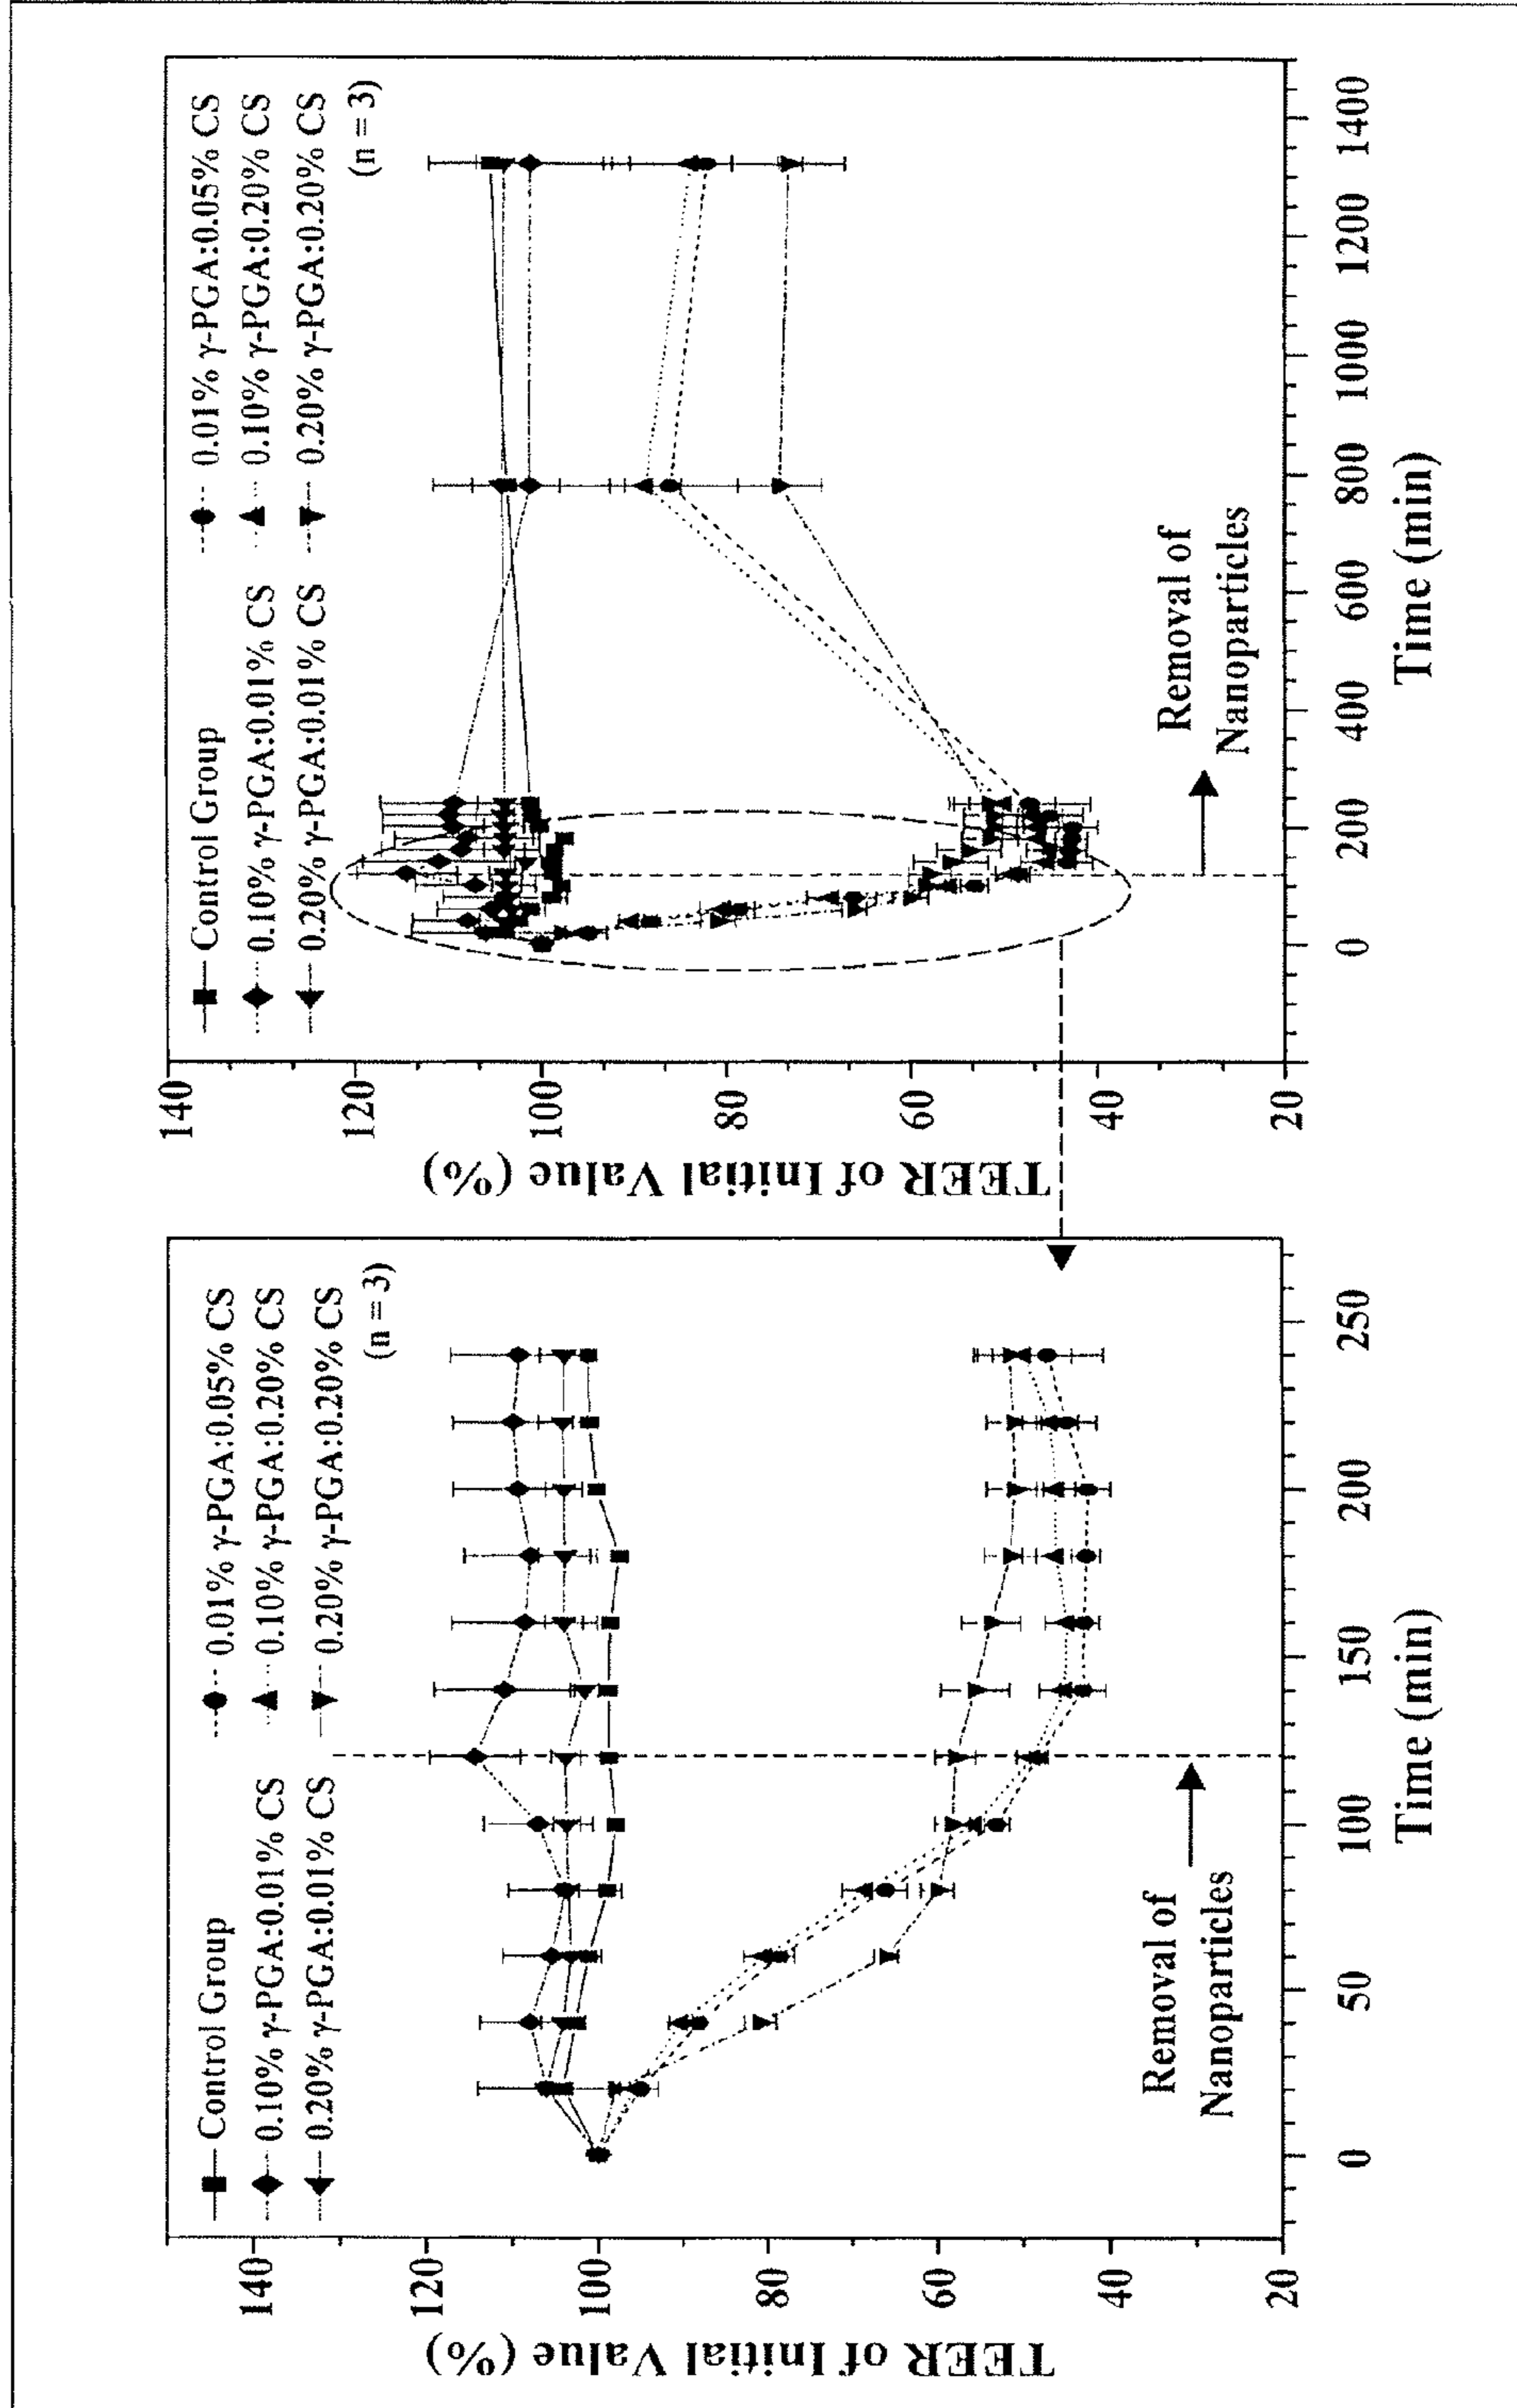 TEER of Initial Value (%)
140
120
100
80
60
40
20
Control Group
0.10% γ-PGA:0.01% CS
0.20% γ-PGA:0.01% CS
0.01% γ-PGA:0.05% CS
0.10% γ-PGA:0.20% CS
0.20% γ-PGA:0.20% CS
(n = 3)
Removal of
Nanoparticles
0
50
100
150
200
250
Time (min)
TEER of Initial Value (%)
140
120
100
80
60
40
20
Control Group
0.10% γ-PGA:0.01% CS
0.20% γ-PGA:0.01% CS
0.01% γ-PGA:0.05% CS
0.10% γ-PGA:0.20% CS
0.20% γ-PGA:0.20% CS
(n = 3)
Removal of
Nanoparticles
0
200
400
600
800
1000
1200
1400
Time (min)